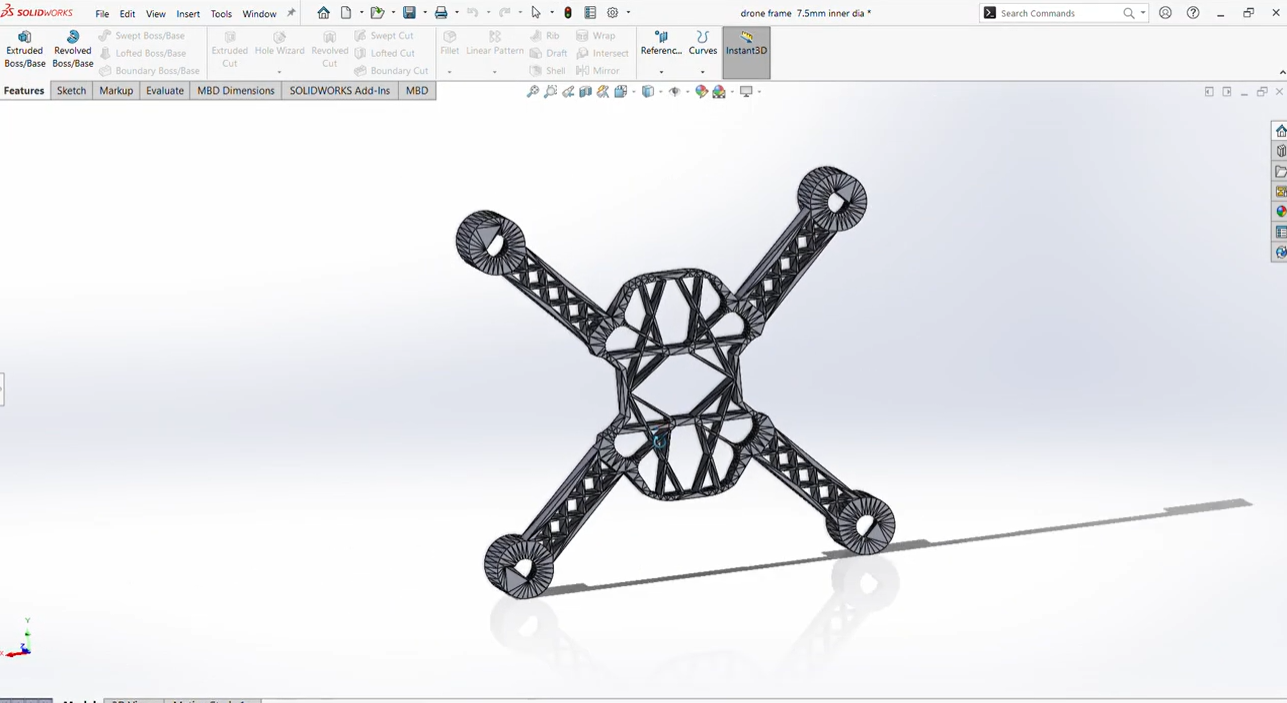 SOLIDWORKS File Edit View Insert Tools Window drone frame 7.5mm inner dia * Search Commands
Extruded Boss/Base
Revolved Boss/Base
Swept Boss/Base
Lofted Boss/Base
Boundary Boss/Base
Extruded Cut
Hole Wizard
Revolved Cut
Swept Cut
Lofted Cut
Boundary Cut
Fillet
Linear Pattern
Rib
Draft
Shell
Wrap
Intersect
Mirror
Referenc...
Curves
Instant3D
Features Sketch Markup Evaluate MBD Dimensions SOLIDWORKS Add-Ins MBD
Y
Z
X